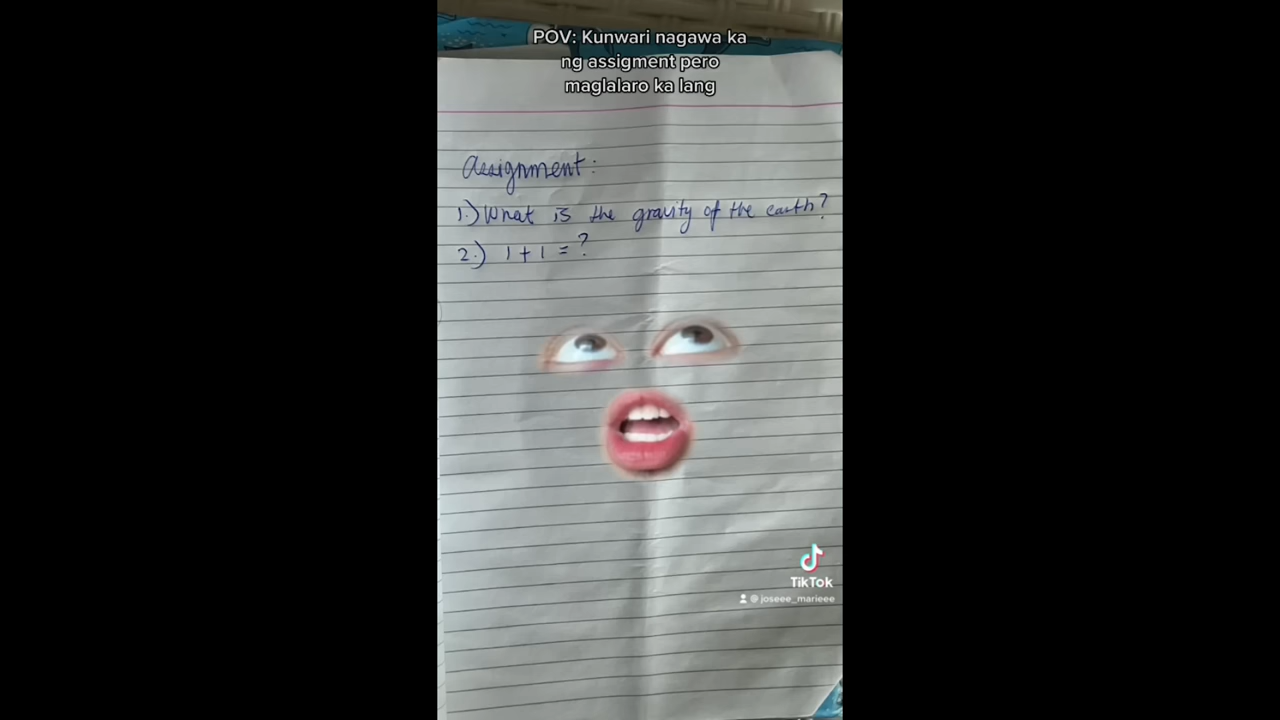 POV: Kunwari nagawa ka
ng assigment pero
maglalaro ka lang
Assignment:
1.) What is the gravity of the earth?
2.) 1 + 1 = ?
TikTok
@joseee_marieee